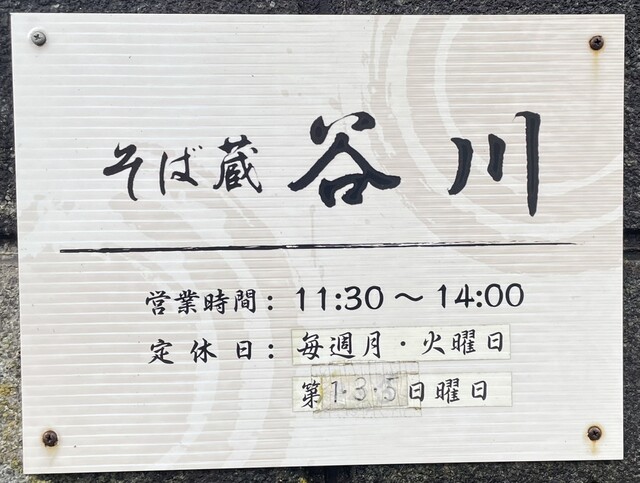 そば蔵 谷川
営業時間：11:30～14:00
定休日：毎週月・火曜日
第1・3・5日曜日